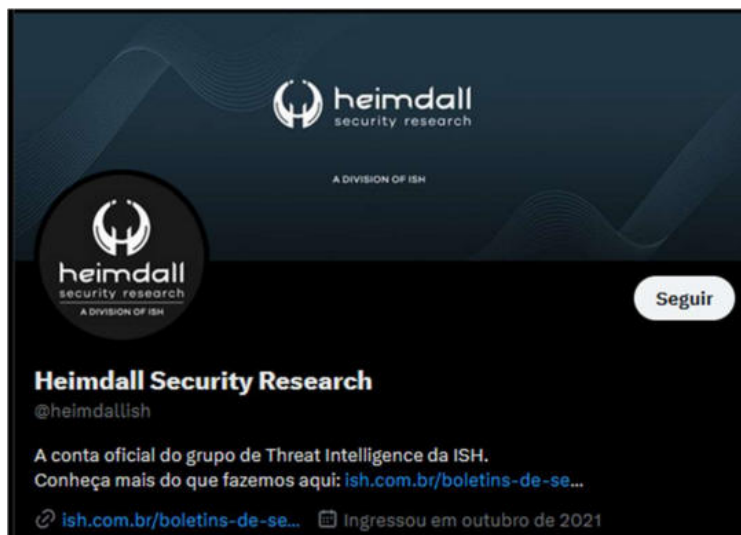 heimdall
security research
A DIVISION OF ISH
heimdall
security research
A DIVISION OF ISH
Seguir
Heimdall Security Research
@heimdallish
A conta oficial do grupo de Threat Intelligence da ISH.
Conheça mais do que fazemos aqui: ish.com.br/boletins-de-se...
ish.com.br/boletins-de-se... Ingressou em outubro de 2021